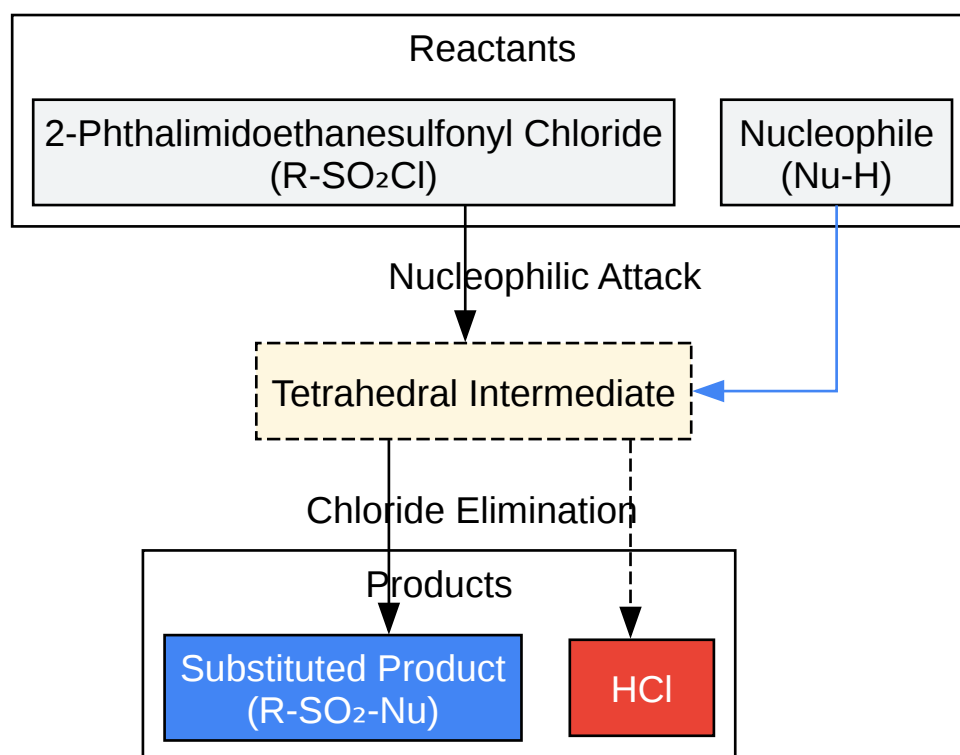 Reactants
2-Phthalimidoethanesulfonyl Chloride
(R-SO₂Cl)
Nucleophile
(Nu-H)
Nucleophilic Attack
Tetrahedral Intermediate
Chloride Elimination
Products
Substituted Product
(R-SO₂-Nu)
HCl